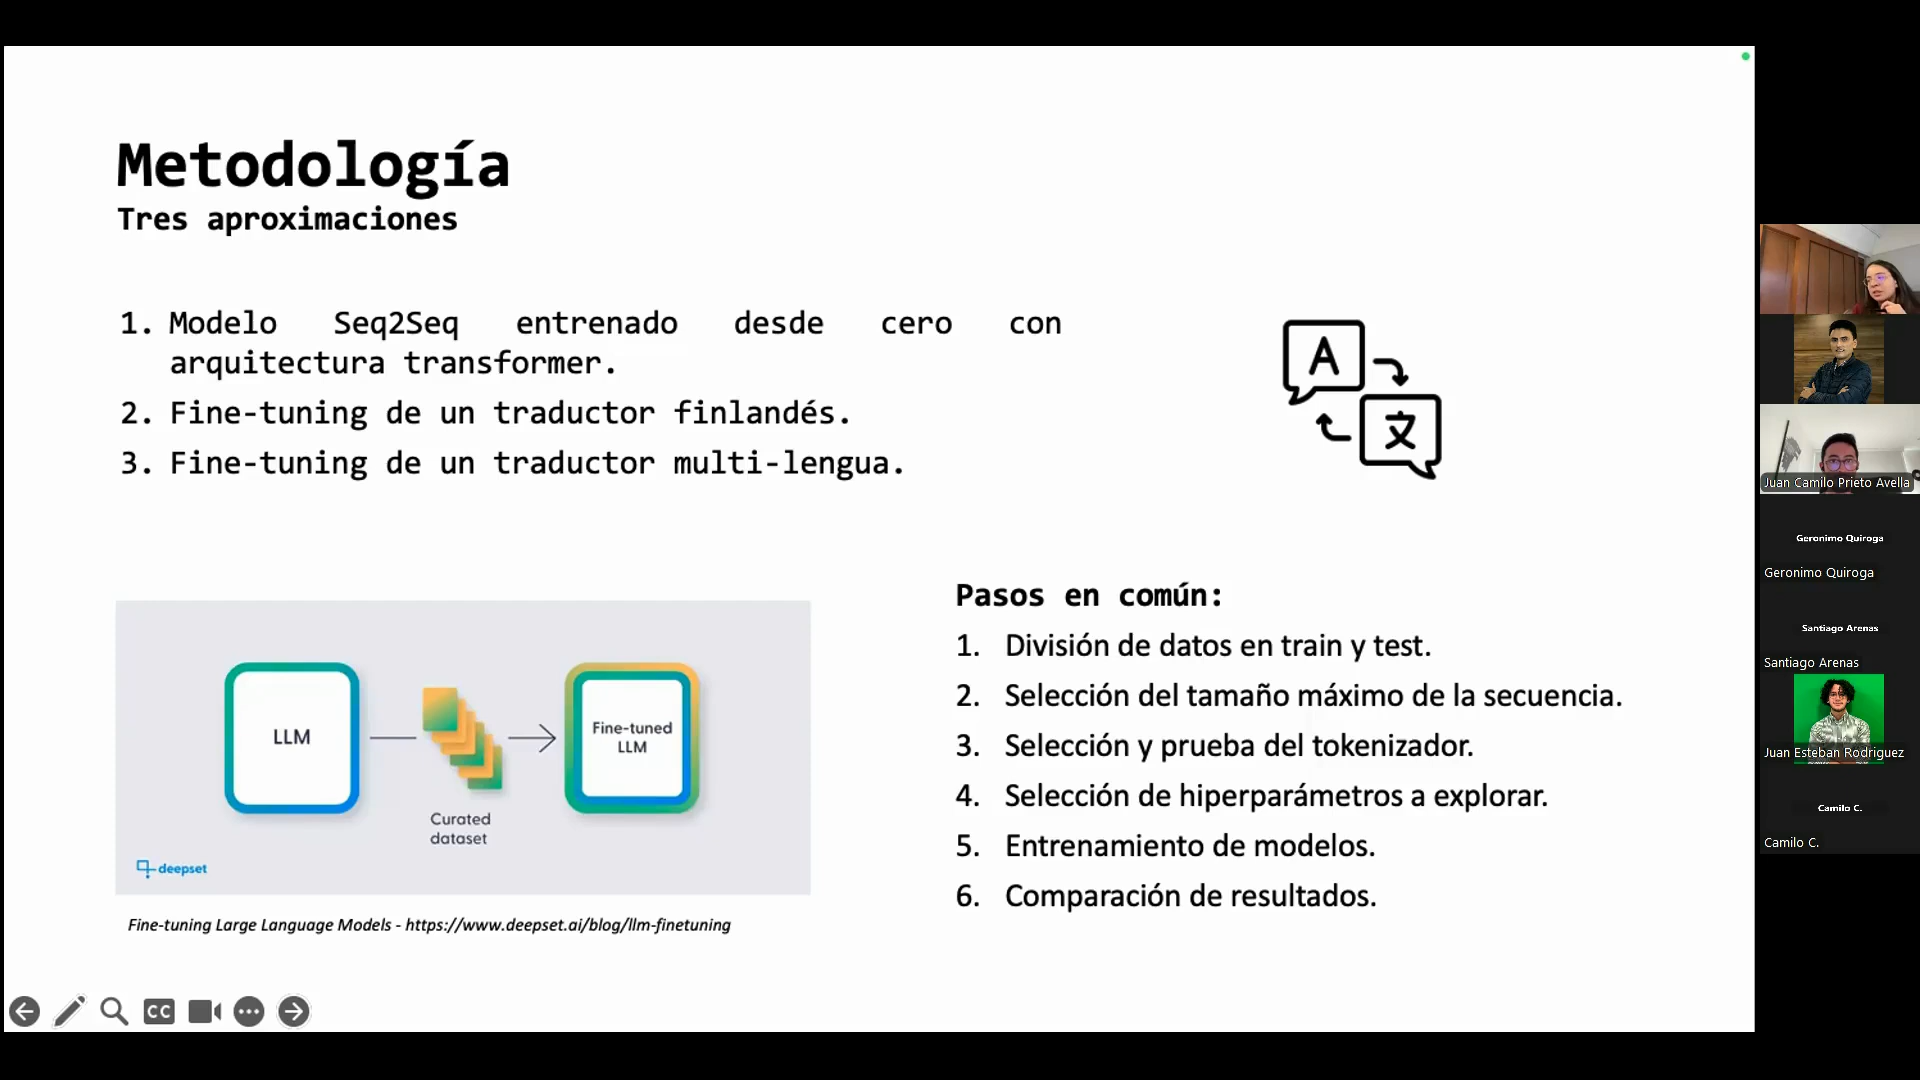 Metodología
Tres aproximaciones
1. Modelo Seq2Seq entrenado desde cero con
arquitectura transformer.
2. Fine-tuning de un traductor finlandés.
3. Fine-tuning de un traductor multi-lengua.
A
文
LLM
Curated
dataset
Fine-tuned
LLM
deepset
Fine-tuning Large Language Models - https://www.deepset.ai/blog/llm-finetuning
Pasos en común:
1. División de datos en train y test.
2. Selección del tamaño máximo de la secuencia.
3. Selección y prueba del tokenizador.
4. Selección de hiperparámetros a explorar.
5. Entrenamiento de modelos.
6. Comparación de resultados.
CC
Juan Camilo Prieto Avella
Geronimo Quiroga
Geronimo Quiroga
Santiago Arenas
Santiago Arenas
Juan Esteban Rodriguez
Camilo C.
Camilo C.